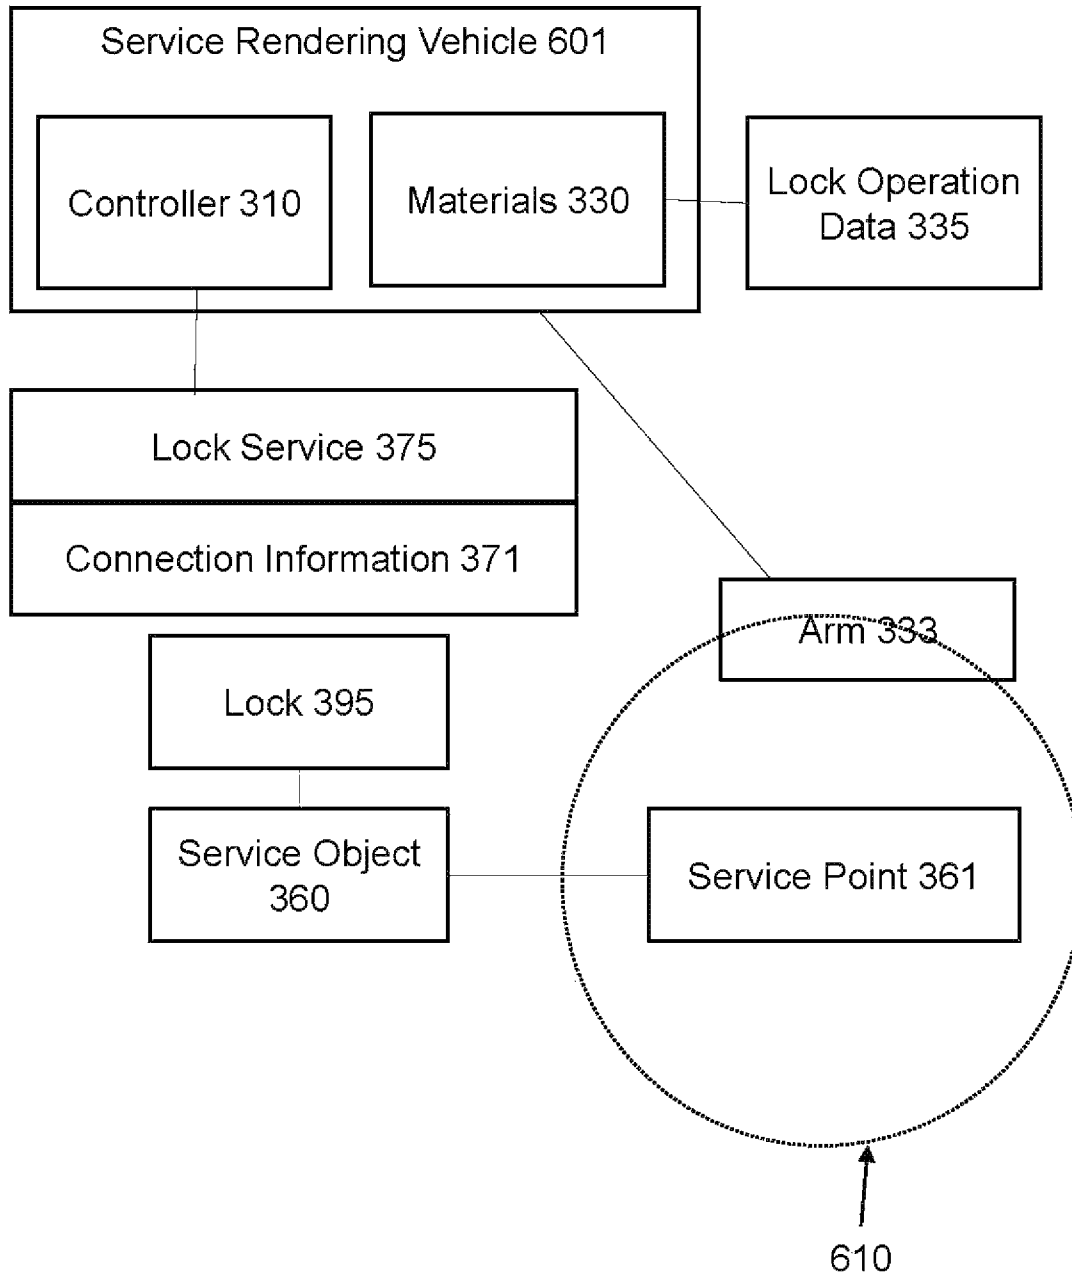 Service Rendering Vehicle 601
Controller 310
Materials 330
Lock Operation
Data 335
Lock Service 375
Connection Information 371
Arm 333
Lock 395
Service Object
360
Service Point 361
610